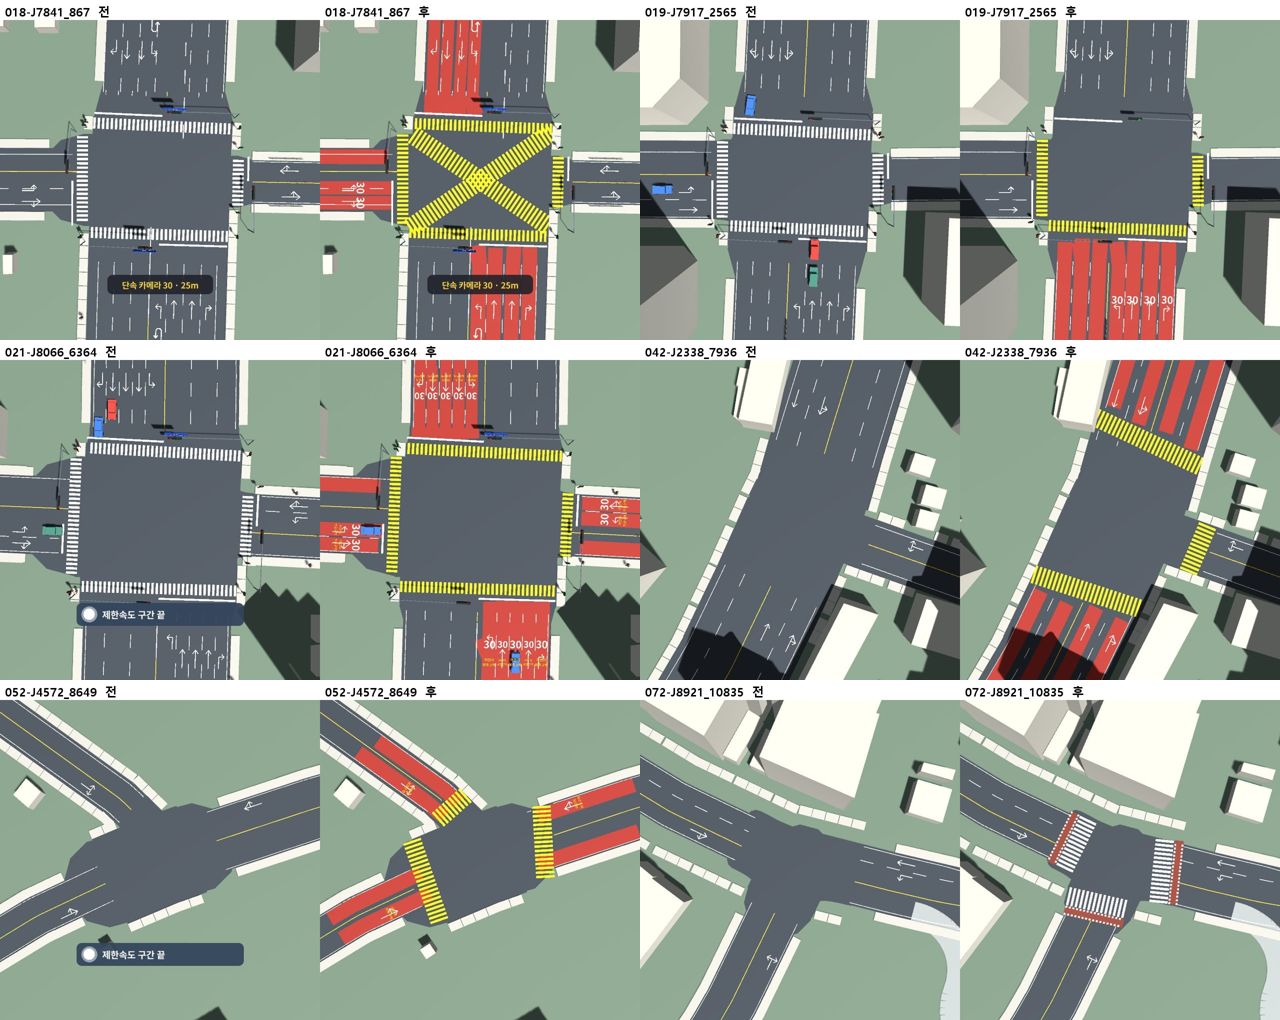 018-J7841_867 전
018-J7841_867 후
019-J7917_2565 전
019-J7917_2565 후
30 30
단속 카메라 30 · 25m
단속 카메라 30 · 25m
30 30 30 30
021-J8066_6364 전
021-J8066_6364 후
042-J2338_7936 전
042-J2338_7936 후
30 30 30 30 30
30 30
30 30
제한속도 구간 끝
30 30 30 30 30
052-J4572_8649 전
052-J4572_8649 후
072-J8921_10835 전
072-J8921_10835 후
제한속도 구간 끝